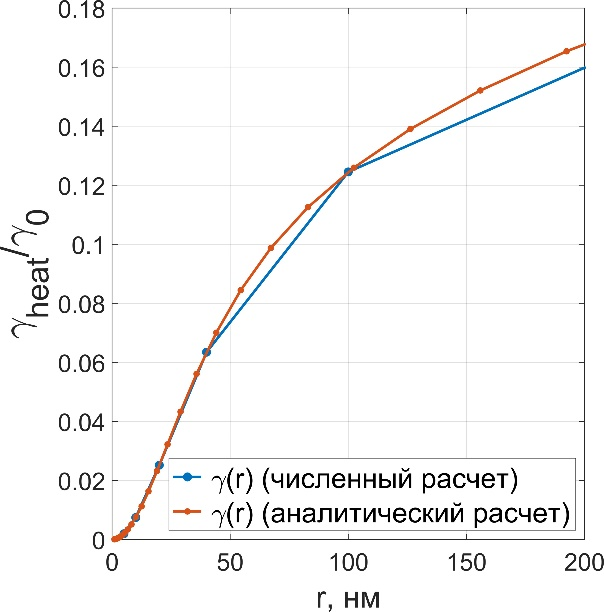 0.18
0.16
0.14
0.12
0.1
0.08
0.06
0.04
0.02
0
γheat/γ0
γ(r) (численный расчет)
γ(r) (аналитический расчет)
0 50 100 150 200
r, нм